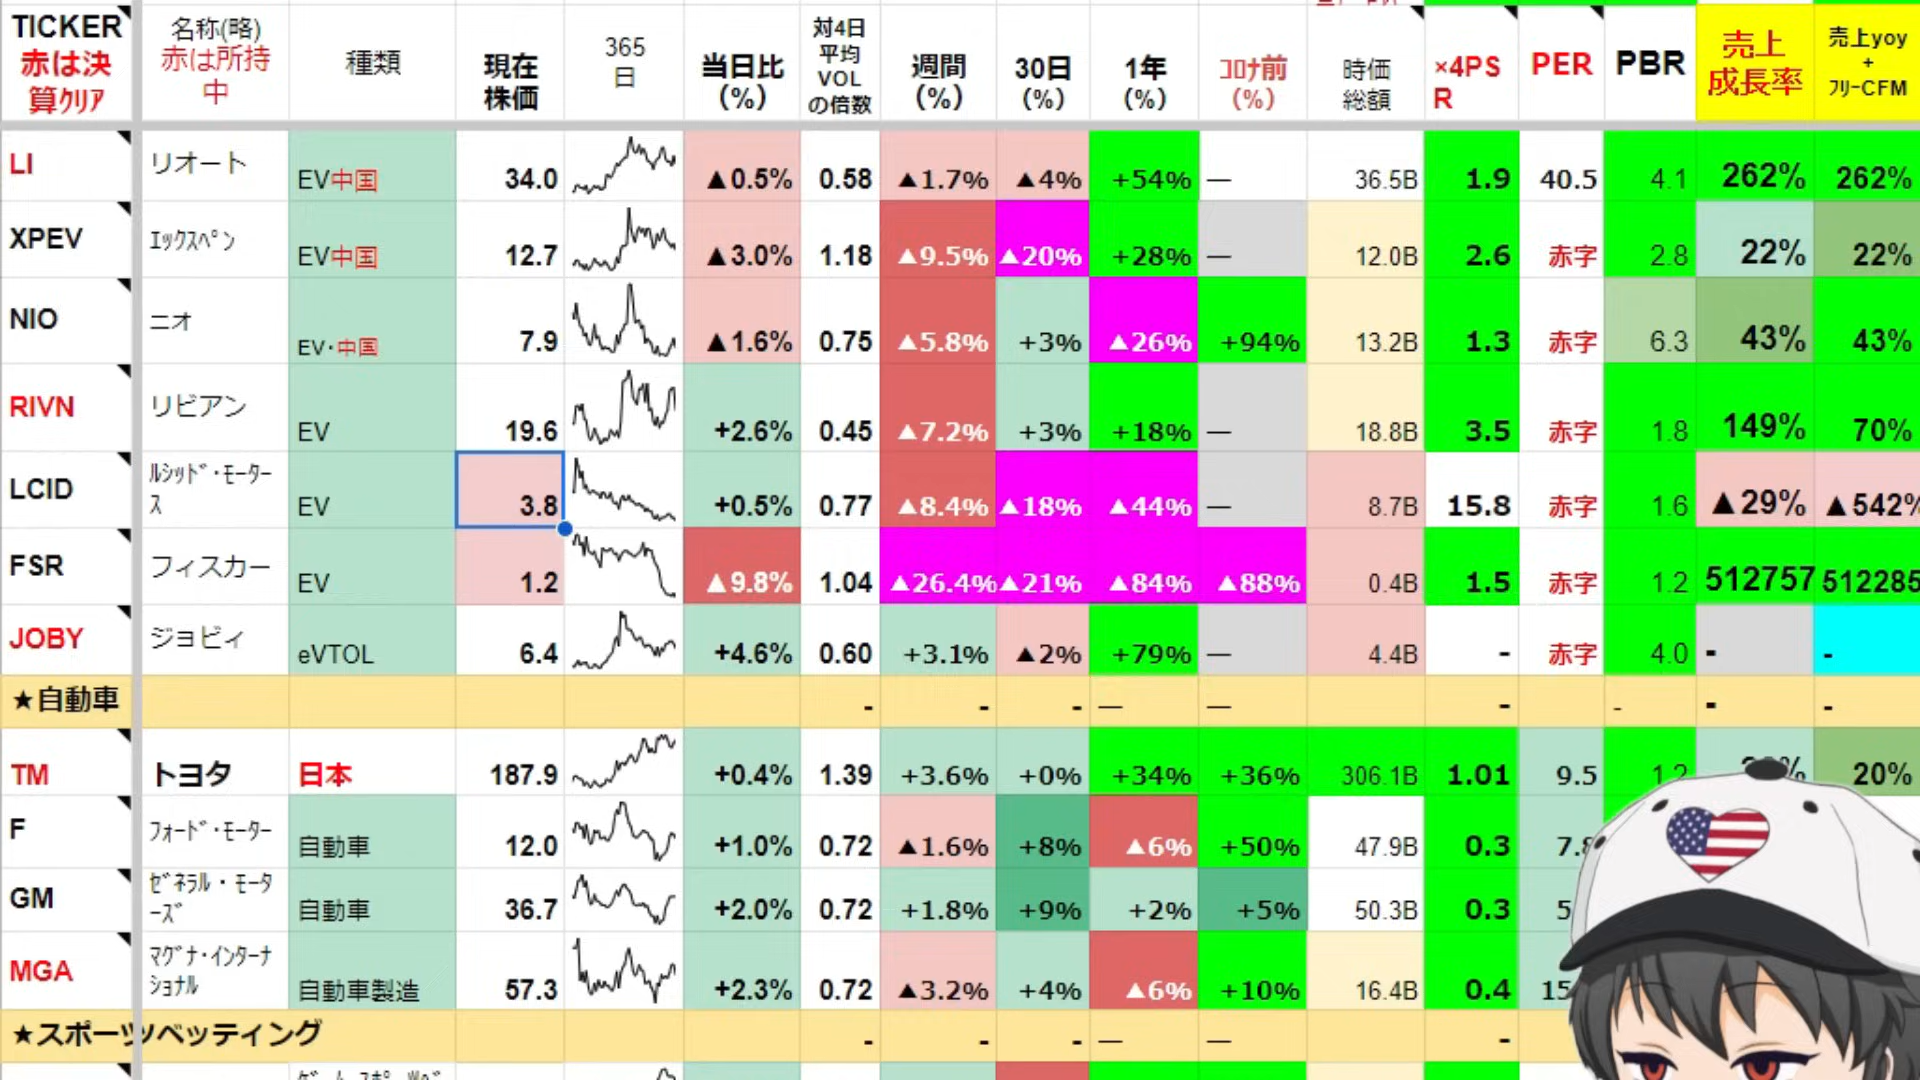 TICKER 赤は決算ｸﾘｱ 名称(略) 赤は所持中 種類 現在株価 365日 当日比(%) 対4日平均VOLの倍数 週間(%) 30日(%) 1年(%) ｺﾛﾅ前(%) 時価総額 ×4PSR PER PBR 売上成長率 売上yoy+ﾌﾘｰCFM
LI リオート EV中国 34.0 ▲0.5% 0.58 ▲1.7% ▲4% +54% — 36.5B 1.9 40.5 4.1 262% 262%
XPEV ｴｯｸｽﾍﾟﾝ EV中国 12.7 ▲3.0% 1.18 ▲9.5% ▲20% +28% — 12.0B 2.6 赤字 2.8 22% 22%
NIO ニオ EV･中国 7.9 ▲1.6% 0.75 ▲5.8% +3% ▲26% +94% 13.2B 1.3 赤字 6.3 43% 43%
RIVN リビアン EV 19.6 +2.6% 0.45 ▲7.2% +3% +18% — 18.8B 3.5 赤字 1.8 149% 70%
LCID ﾙｼｯﾄﾞ･ﾓｰﾀｰｽ EV 3.8 +0.5% 0.77 ▲8.4% ▲18% ▲44% — 8.7B 15.8 赤字 1.6 ▲29% ▲542%
FSR フィスカー EV 1.2 ▲9.8% 1.04 ▲26.4% ▲21% ▲84% ▲88% 0.4B 1.5 赤字 1.2 512757 512285
JOBY ジョビィ eVTOL 6.4 +4.6% 0.60 +3.1% ▲2% +79% — 4.4B - 赤字 4.0 - -
★自動車 - - - — — - - - -
TM トヨタ 日本 187.9 +0.4% 1.39 +3.6% +0% +34% +36% 306.1B 1.01 9.5 1.2 20%
F ﾌｫｰﾄﾞ･ﾓｰﾀｰ 自動車 12.0 +1.0% 0.72 ▲1.6% +8% ▲6% +50% 47.9B 0.3 7.8
GM ｾﾞﾈﾗﾙ・ﾓｰﾀｰｽﾞ 自動車 36.7 +2.0% 0.72 +1.8% +9% +2% +5% 50.3B 0.3 5
MGA ﾏｸﾞﾅ･ｲﾝﾀｰﾅｼｮﾅﾙ 自動車製造 57.3 +2.3% 0.72 ▲3.2% +4% ▲6% +10% 16.4B 0.4 15
★スポーツベッティング - - - — — -